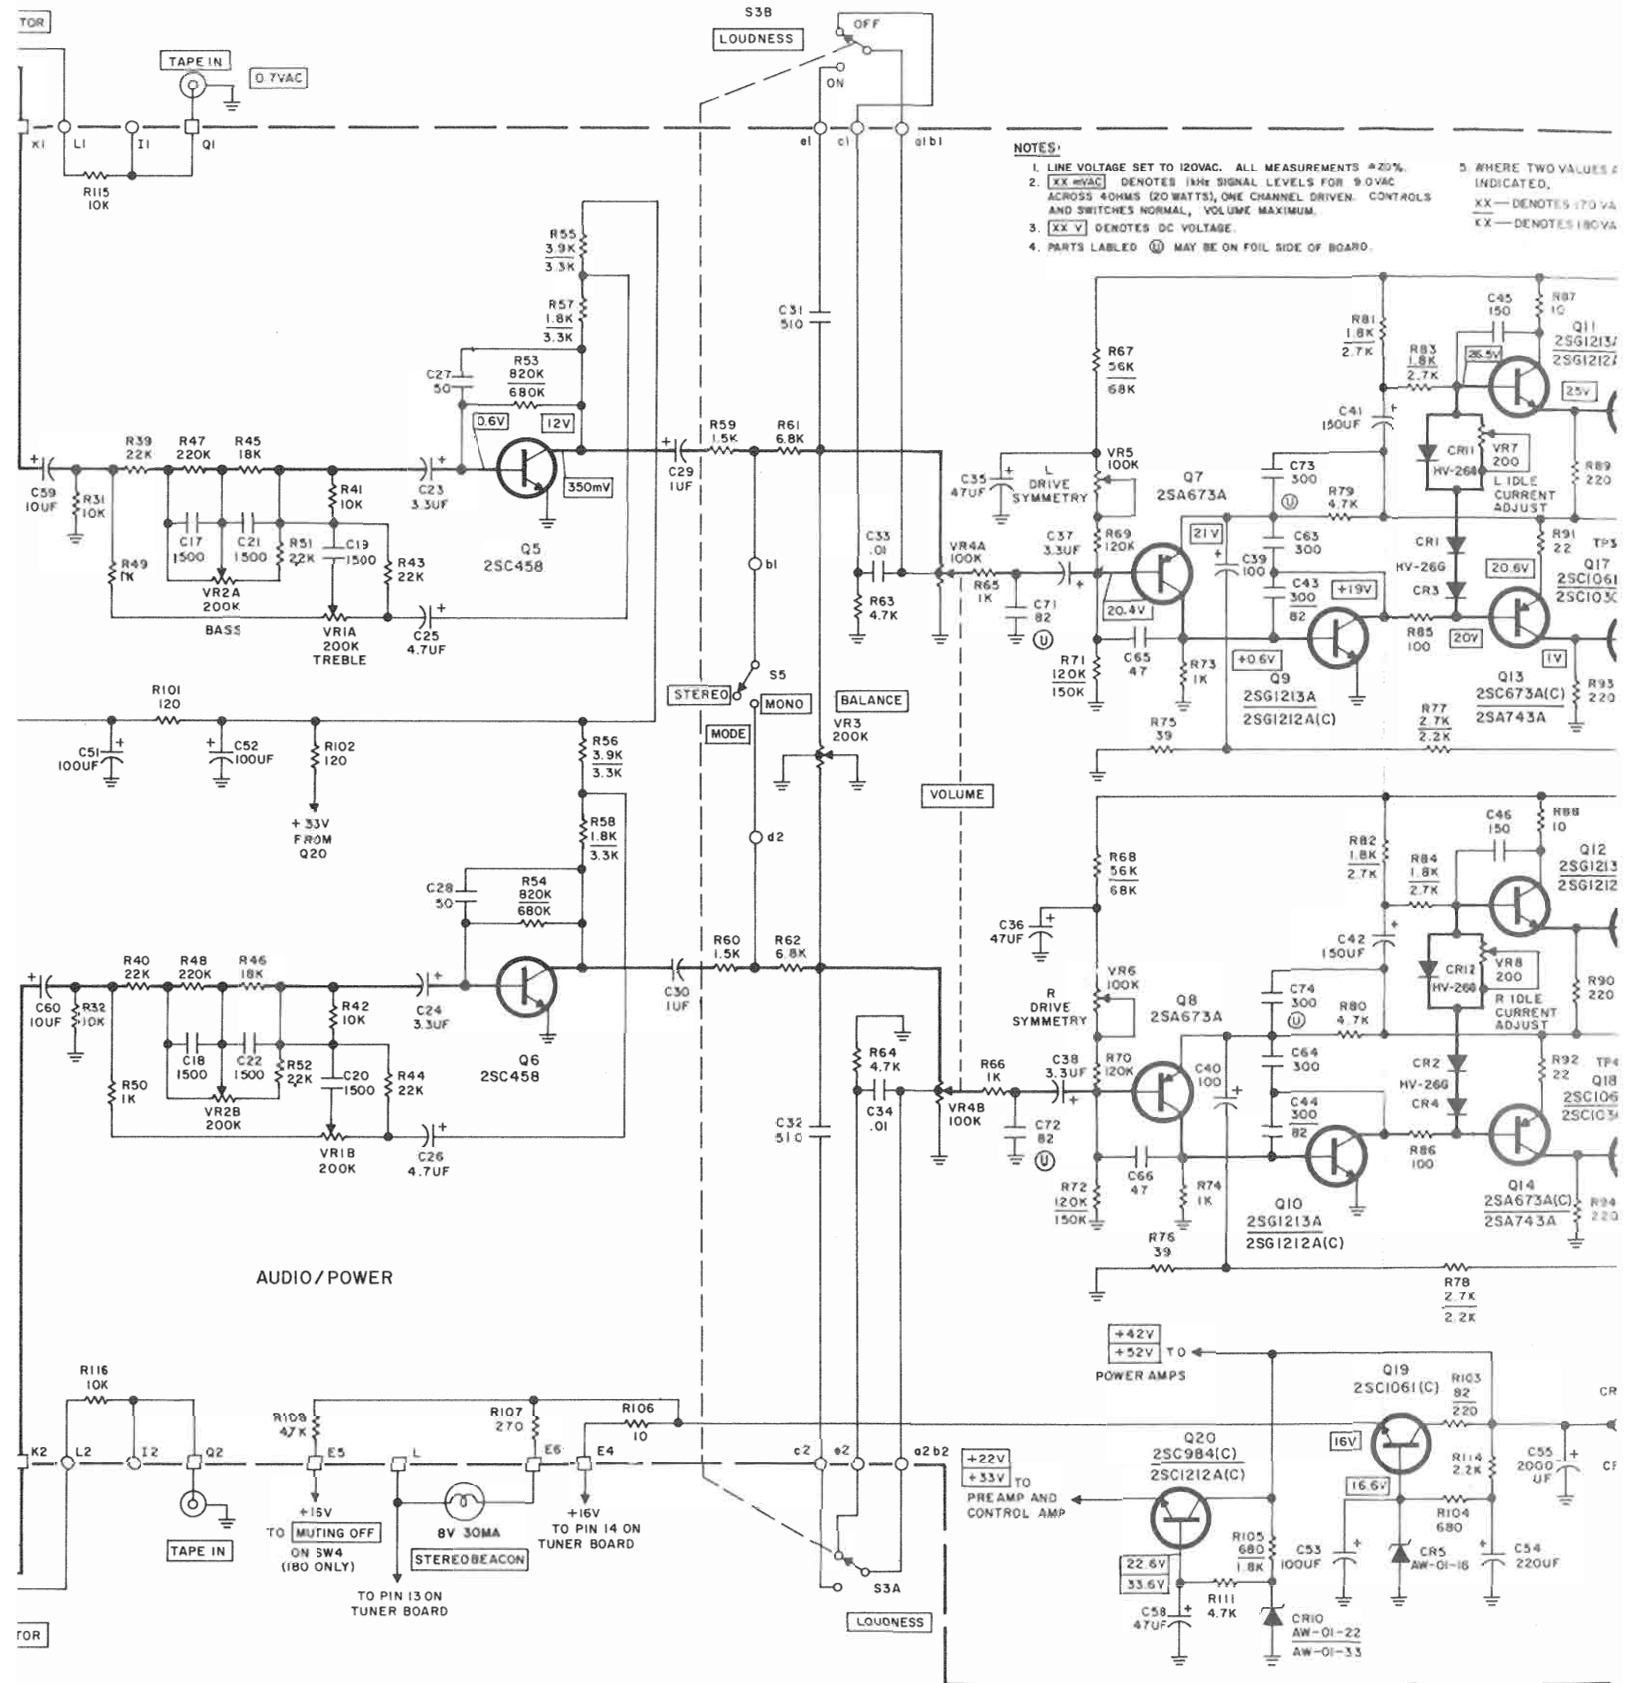 TOR
TAPE IN
0.7VAC
S3B
LOUDNESS
OFF
ON
K1
L1
I1
Q1
e1
c1
a1b1
R115
10K
NOTES:
1. LINE VOLTAGE SET TO 120VAC. ALL MEASUREMENTS ±20%.
2. XX mVAC DENOTES 1kHz SIGNAL LEVELS FOR 9.0VAC
ACROSS 4OHMS (20 WATTS), ONE CHANNEL DRIVEN. CONTROLS
AND SWITCHES NORMAL, VOLUME MAXIMUM.
3. XX V DENOTES DC VOLTAGE.
4. PARTS LABLED U MAY BE ON FOIL SIDE OF BOARD.
5. WHERE TWO VALUES
INDICATED,
XX — DENOTES 170 VA
XX — DENOTES 180 VA
R55
3.9K
3.3K
R57
1.8K
3.3K
C27
50
R53
820K
680K
0.6V
12V
350mV
Q5
2SC458
C59
10UF
R31
10K
R39
22K
R47
220K
R45
18K
R41
10K
C23
3.3UF
C17
1500
C21
1500
R51
22K
C19
1500
R43
22K
R49
1K
VR2A
200K
BASS
VR1A
200K
TREBLE
C25
4.7UF
C29
1UF
R59
1.5K
R61
6.8K
C31
510
C33
.01
R63
4.7K
VR4A
100K
R65
1K
C71
82
U
C35
47UF
L
DRIVE
SYMMETRY
C37
3.3UF
R67
56K
68K
VR5
100K
R69
120K
Q7
2SA673A
21V
20.4V
C65
47
R71
120K
150K
R73
1K
C39
100
C73
300
U
R79
4.7K
C63
300
C43
300
82
+19V
+0.6V
Q9
2SG1213A
2SG1212A(C)
R81
1.8K
2.7K
R83
1.8K
2.7K
C41
150UF
C45
150
R87
10
Q11
2SG1213A
2SG1212A
26.5V
25V
CR11
HV-26G
VR7
200
L IDLE
CURRENT
ADJUST
R89
220
CR1
HV-26G
CR3
R91
22
TP3
Q17
2SC1061
2SC103
20.6V
R85
100
20V
1V
Q13
2SC673A(C)
2SA743A
R93
220
R77
2.7K
2.2K
R75
39
b1
S5
STEREO
MONO
MODE
BALANCE
VR3
200K
VOLUME
d2
R101
120
C51
100UF
C52
100UF
R102
120
+33V
FROM
Q20
R56
3.9K
3.3K
R58
1.8K
3.3K
C28
50
R54
820K
680K
Q6
2SC458
C60
10UF
R32
10K
R40
22K
R48
220K
R46
18K
R42
10K
C24
3.3UF
C18
1500
C22
1500
R52
22K
C20
1500
R44
22K
R50
1K
VR2B
200K
VR1B
200K
C26
4.7UF
C30
1UF
R60
1.5K
R62
6.8K
C32
510
R64
4.7K
C34
.01
VR4B
100K
R66
1K
C72
82
U
C36
47UF
R
DRIVE
SYMMETRY
C38
3.3UF
R68
56K
68K
VR6
100K
R70
120K
Q8
2SA673A
C66
47
R72
120K
150K
R74
1K
C40
100
C74
300
U
R80
4.7K
C64
300
C44
300
82
Q10
2SG1213A
2SG1212A(C)
R82
1.8K
2.7K
R84
1.8K
2.7K
C42
150UF
C46
150
R88
10
Q12
2SG1213
2SG1212
CR12
HV-26G
VR8
200
R IDLE
CURRENT
ADJUST
R90
220
CR2
HV-26G
CR4
R92
22
TP4
Q18
2SC106
2SC103
R86
100
Q14
2SA673A(C)
2SA743A
R94
220
R76
39
R78
2.7K
2.2K
AUDIO/POWER
R116
10K
K2
L2
I2
Q2
TAPE IN
R108
47K
E5
+15V
TO MUTING OFF
ON SW4
(180 ONLY)
L
8V 30MA
STEREOBEACON
TO PIN 13 ON
TUNER BOARD
R107
270
E6
E4
R106
10
+16V
TO PIN 14 ON
TUNER BOARD
c2
e2
a2b2
S3A
LOUDNESS
+42V
+52V TO
POWER AMPS
+22V
+33V TO
PREAMP AND
CONTROL AMP
Q20
2SC984(C)
2SC1212A(C)
22.6V
33.6V
C58
47UF
R111
4.7K
R105
680
1.8K
CR10
AW-01-22
AW-01-33
Q19
2SC1061(C)
16V
16.6V
R103
82
220
R114
2.2K
R104
680
C53
100UF
CR5
AW-01-16
C54
220UF
C55
2000
UF
CR
TOR